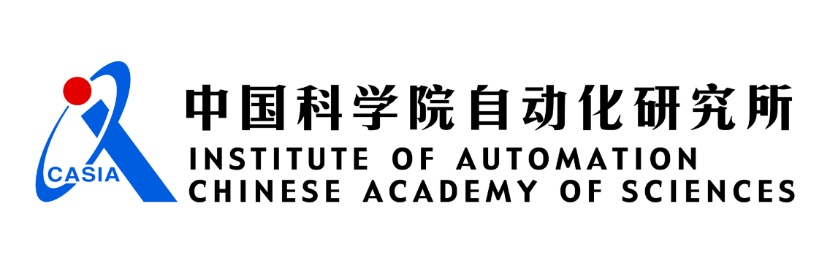 CASIA
中国科学院自动化研究所
INSTITUTE OF AUTOMATION
CHINESE ACADEMY OF SCIENCES